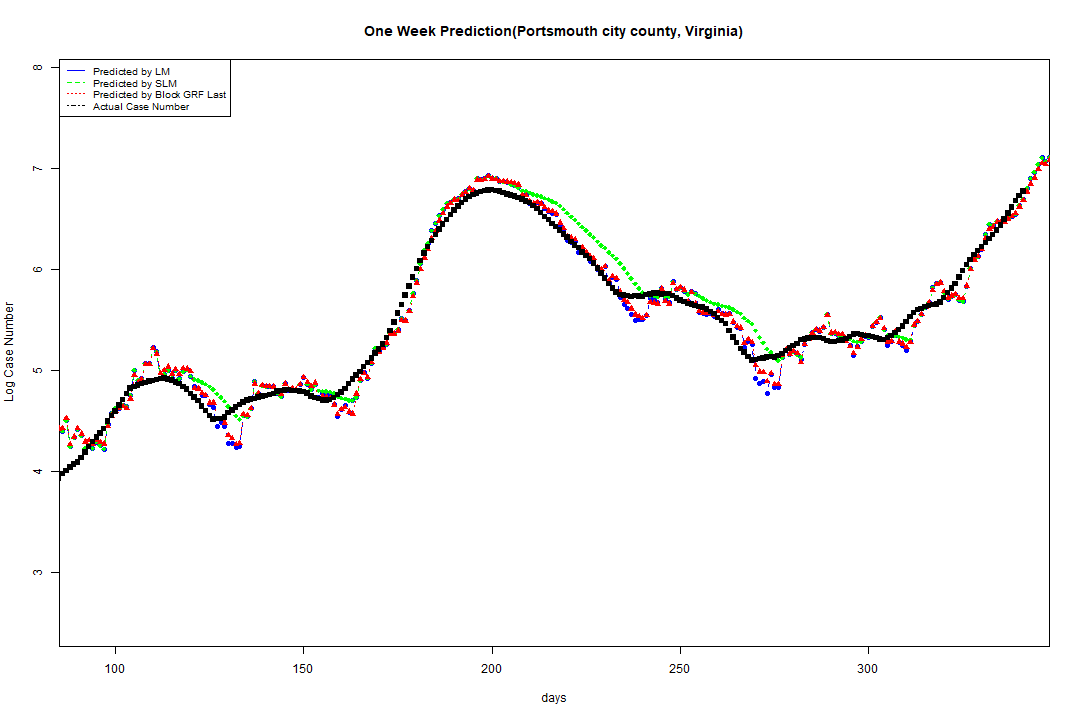 One Week Prediction(Portsmouth city county, Virginia)
Predicted by LM
Predicted by SLM
Predicted by Block GRF Last
Actual Case Number
8
7
6
5
4
3
Log Case Number
100 150 200 250 300
days